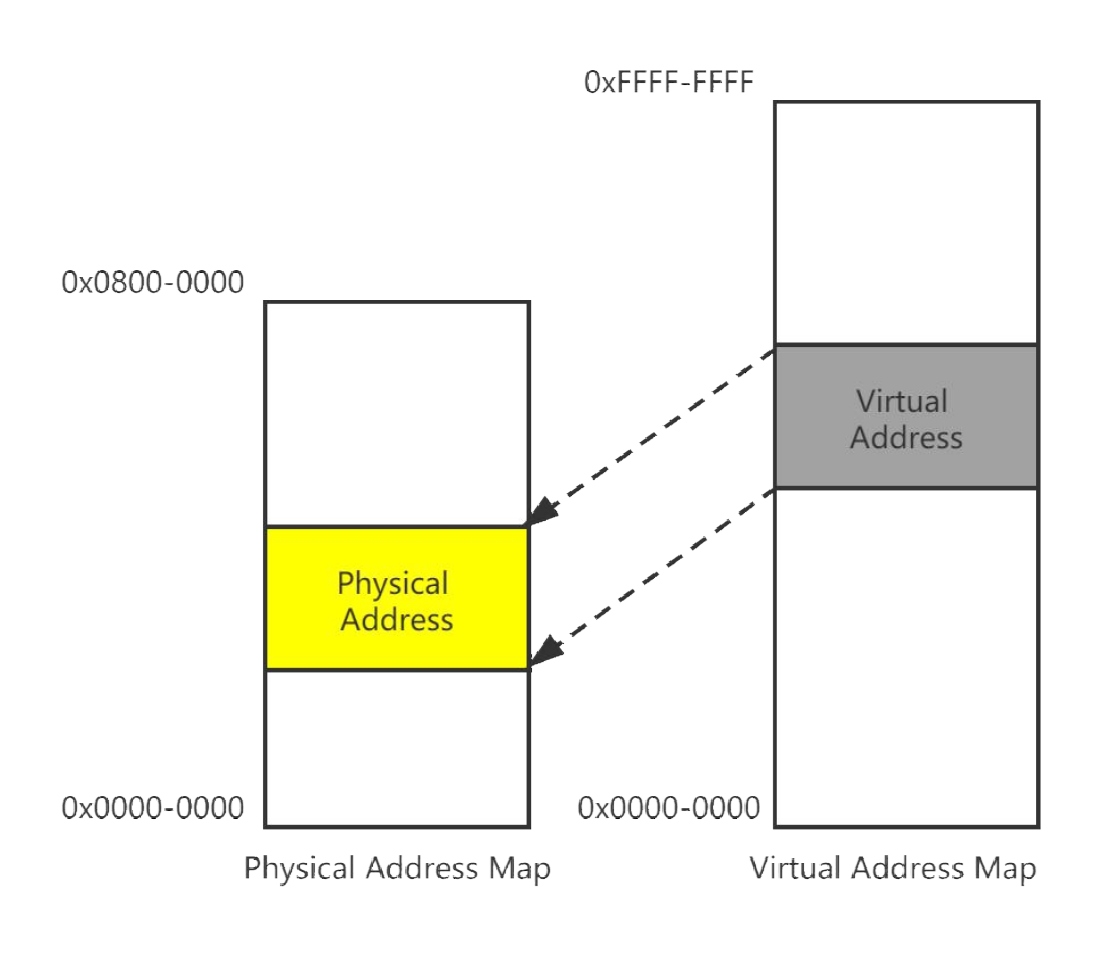 0xFFFF-FFFF
0x0800-0000
Virtual
Address
Physical
Address
0x0000-0000
0x0000-0000
Physical Address Map
Virtual Address Map